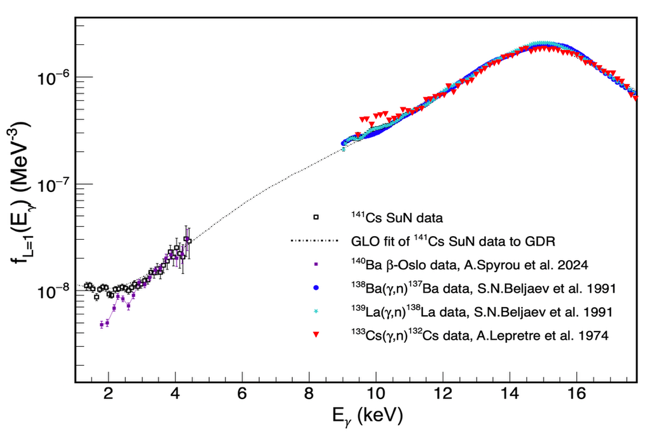 10⁻⁶
10⁻⁷
10⁻⁸
f_L=1(E_γ) (MeV⁻³)
¹⁴¹Cs SuN data
GLO fit of ¹⁴¹Cs SuN data to GDR
¹⁴⁰Ba β-Oslo data, A.Spyrou et al. 2024
¹³⁸Ba(γ,n)¹³⁷Ba data, S.N.Beljaev et al. 1991
¹³⁹La(γ,n)¹³⁸La data, S.N.Beljaev et al. 1991
¹³³Cs(γ,n)¹³²Cs data, A.Lepretre et al. 1974
2 4 6 8 10 12 14 16
E_γ (keV)